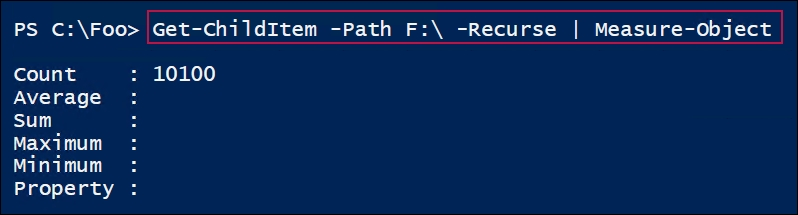 PS C:\Foo> Get-ChildItem -Path F:\ -Recurse | Measure-Object
Count    : 10100
Average  :
Sum      :
Maximum  :
Minimum  :
Property :